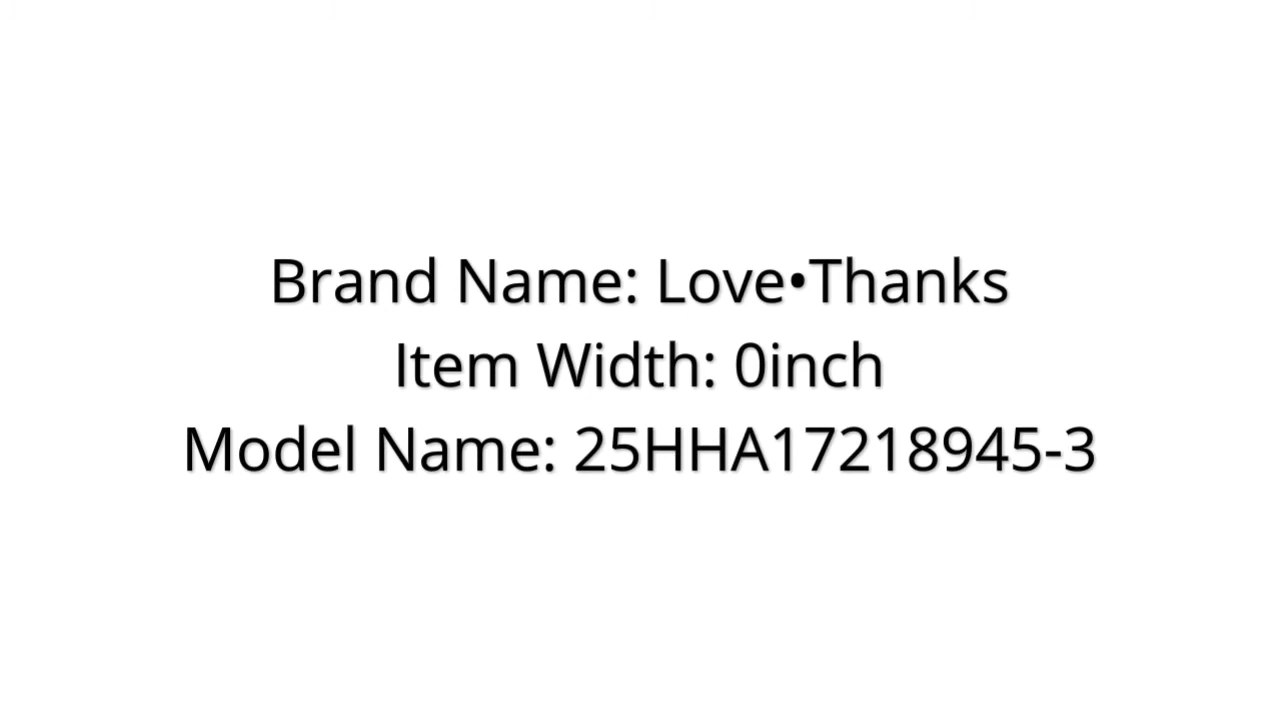 Brand Name: Love•Thanks
Item Width: 0inch
Model Name: 25HHA17218945-3